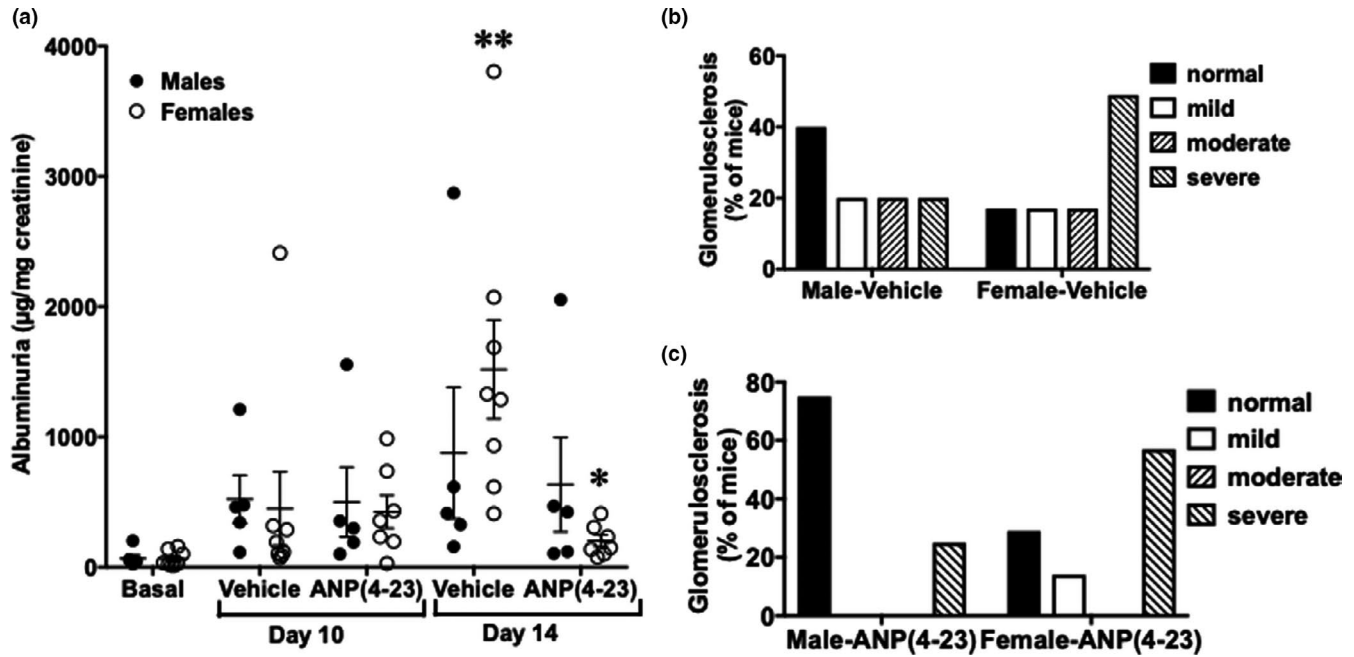 (a)
4000
3000
2000
1000
0
Albuminuria (µg/mg creatinine)
Males
Females
**
*
Basal
Vehicle
ANP(4-23)
Vehicle
ANP(4-23)
Day 10
Day 14
(b)
60
40
20
0
Glomerulosclerosis
(% of mice)
normal
mild
moderate
severe
Male-Vehicle
Female-Vehicle
(c)
80
60
40
20
0
Glomerulosclerosis
(% of mice)
normal
mild
moderate
severe
Male-ANP(4-23)
Female-ANP(4-23)